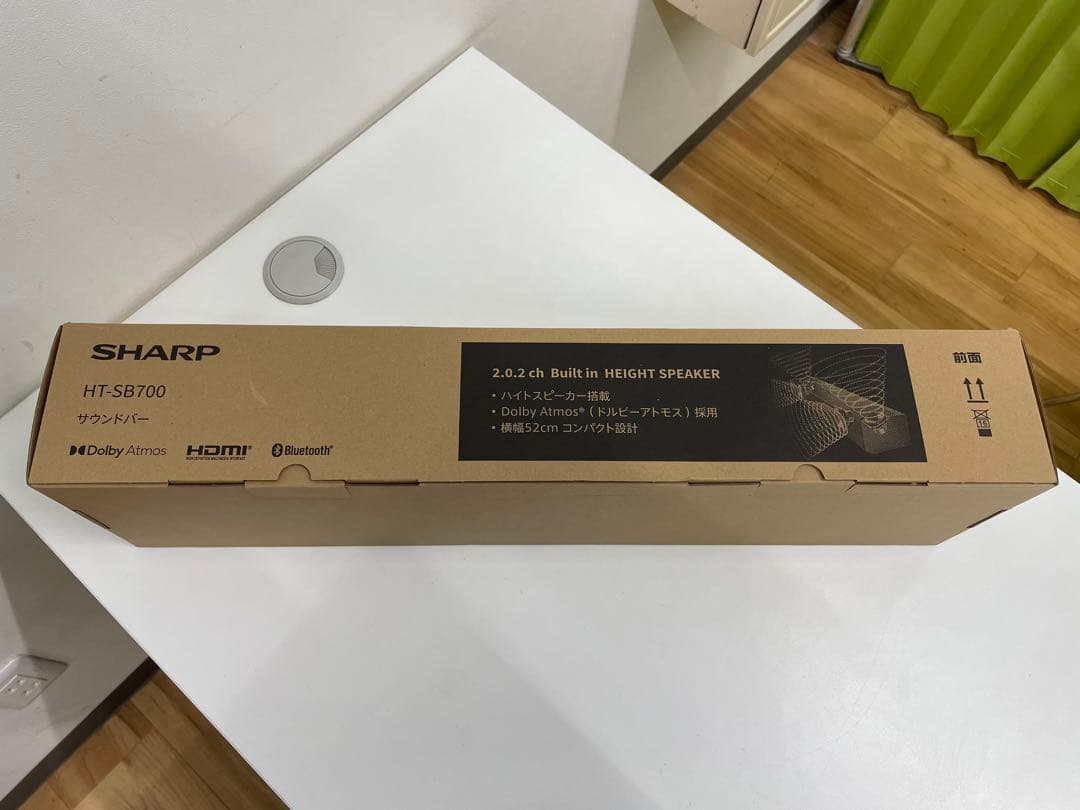 SHARP
HT-SB700
サウンドバー
Dolby Atmos HDMI® Bluetooth®
2.0.2 ch Built in HEIGHT SPEAKER
・ハイトスピーカー搭載
・Dolby Atmos®（ドルビーアトモス）採用
・横幅52cm コンパクト設計
前面